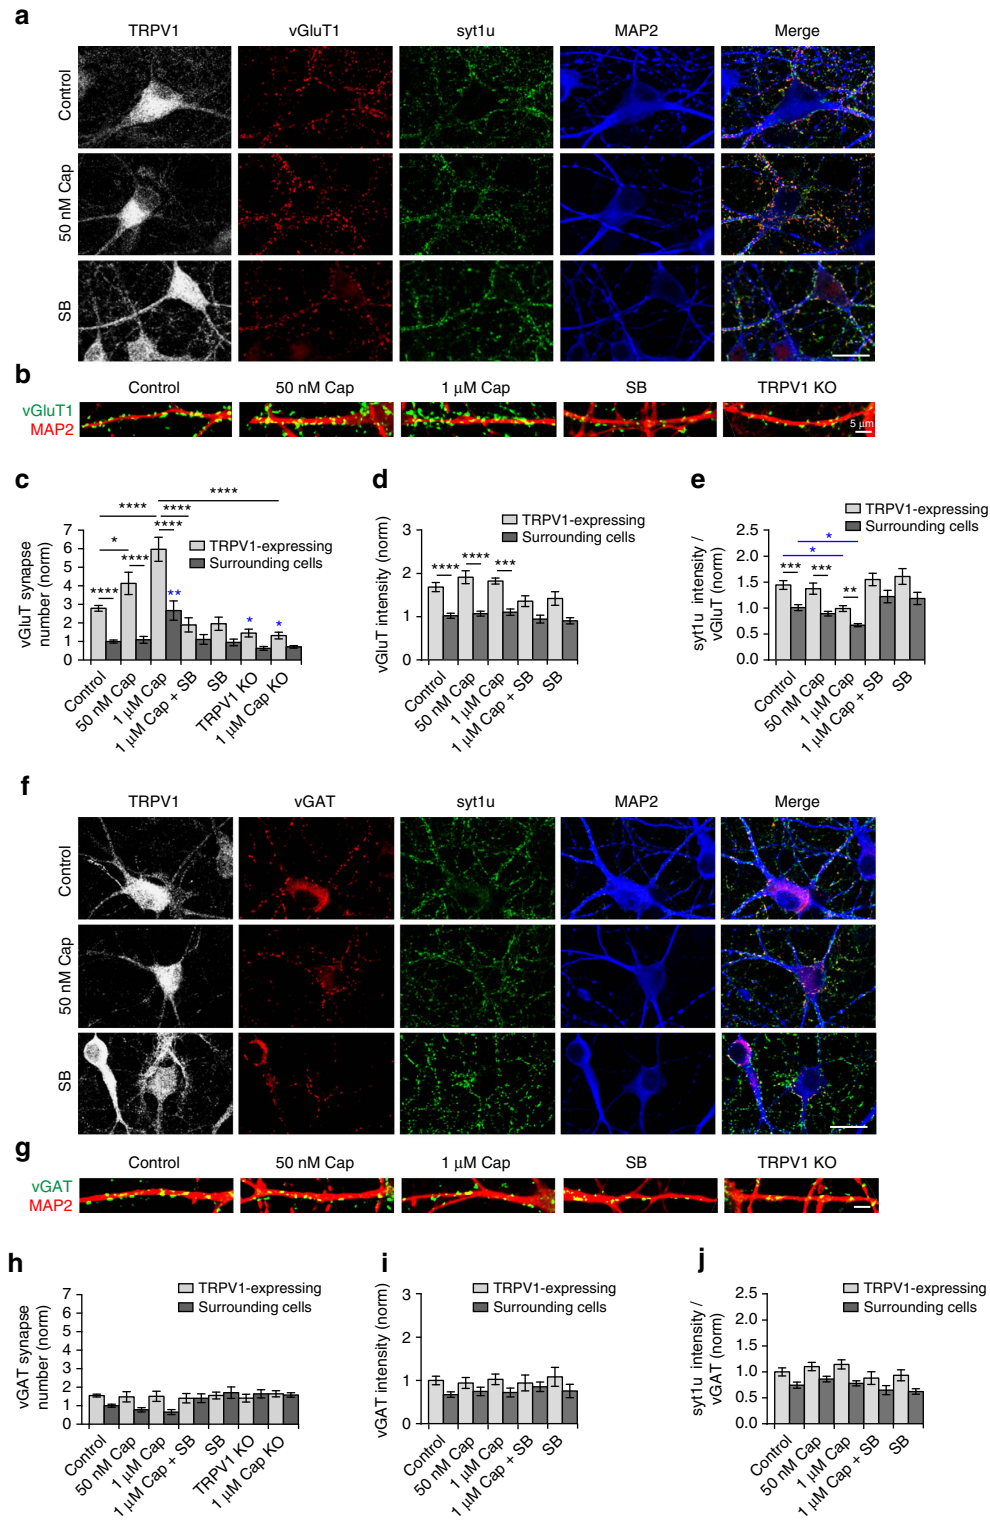 a
TRPV1 vGluT1 syt1u MAP2 Merge
Control
50 nM Cap
SB
b
Control 50 nM Cap 1 μM Cap SB TRPV1 KO
vGluT1
MAP2
5 μm
c
vGluT synapse
number (norm)
7
6
5
4
3
2
1
0
****
*
****
****
****
****
****
**
*
*
TRPV1-expressing
Surrounding cells
Control
50 nM Cap
1 μM Cap
1 μM Cap + SB
SB
TRPV1 KO
1 μM Cap KO
d
vGluT intensity (norm)
3
2
1
0
**** **** ***
TRPV1-expressing
Surrounding cells
Control
50 nM Cap
1 μM Cap
1 μM Cap + SB
SB
e
syt1u intensity /
vGluT (norm)
2.5
2.0
1.5
1.0
0.5
0.0
*
*
*** *** **
TRPV1-expressing
Surrounding cells
Control
50 nM Cap
1 μM Cap
1 μM Cap + SB
SB
f
TRPV1 vGAT syt1u MAP2 Merge
Control
50 nM Cap
SB
g
Control 50 nM Cap 1 μM Cap SB TRPV1 KO
vGAT
MAP2
h
vGAT synapse
number (norm)
7
6
5
4
3
2
1
0
TRPV1-expressing
Surrounding cells
Control
50 nM Cap
1 μM Cap
1 μM Cap + SB
SB
TRPV1 KO
1 μM Cap KO
i
vGAT intensity (norm)
3
2
1
0
TRPV1-expressing
Surrounding cells
Control
50 nM Cap
1 μM Cap
1 μM Cap + SB
SB
j
syt1u intensity /
vGAT (norm)
2.5
2.0
1.5
1.0
0.5
0.0
TRPV1-expressing
Surrounding cells
Control
50 nM Cap
1 μM Cap
1 μM Cap + SB
SB